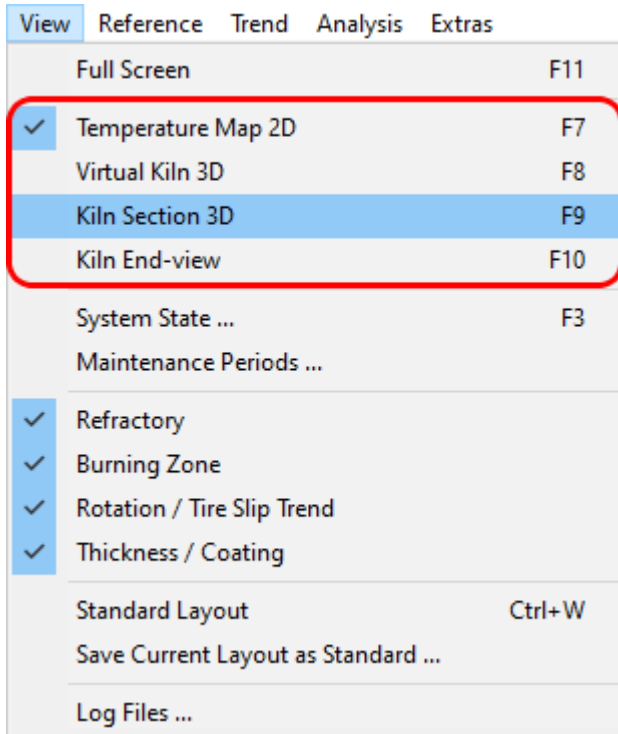 View Reference Trend Analysis Extras
Full Screen F11
Temperature Map 2D F7
Virtual Kiln 3D F8
Kiln Section 3D F9
Kiln End-view F10
System State ... F3
Maintenance Periods ...
Refractory
Burning Zone
Rotation / Tire Slip Trend
Thickness / Coating
Standard Layout Ctrl+W
Save Current Layout as Standard ...
Log Files ...